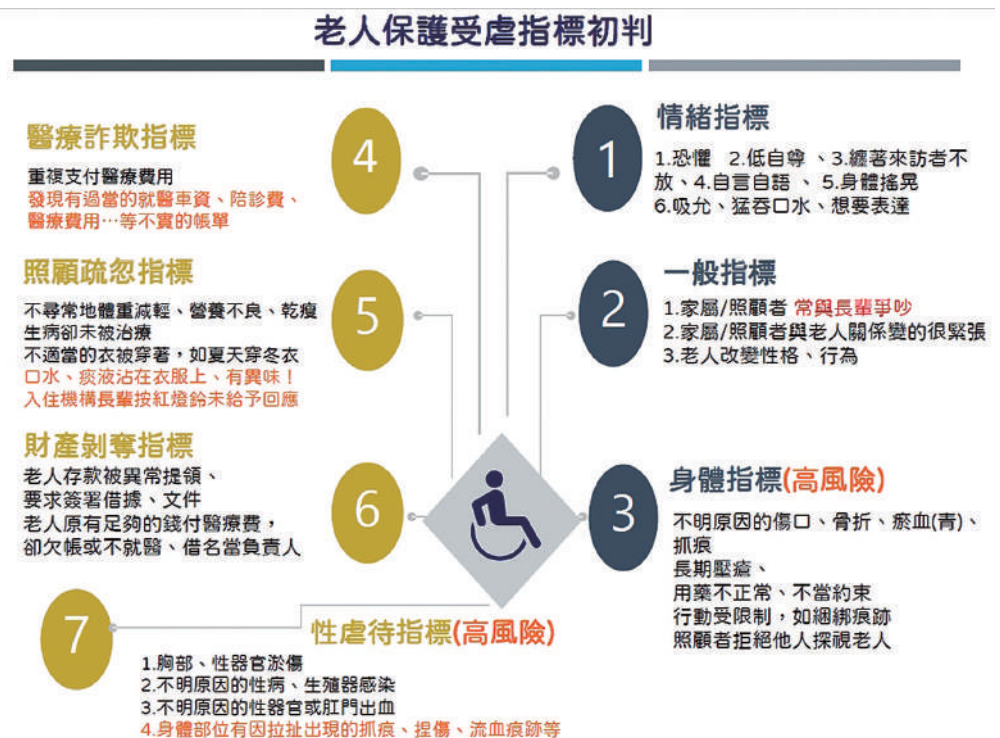 老人保護受虐指標初判
1
情緒指標
1.恐懼 2.低自尊 、3.纏著來訪者不
放、4.自言自語 、 5.身體搖晃
6.吸允、猛吞口水、想要表達
2
一般指標
1.家屬/照顧者 常與長輩爭吵
2.家屬/照顧者與老人關係變的很緊張
3.老人改變性格、行為
3
身體指標(高風險)
不明原因的傷口、骨折、瘀血(青)、
抓痕
長期壓瘡、
用藥不正常、不當約束
行動受限制，如綑綁痕跡
照顧者拒絕他人探視老人
4
醫療詐欺指標
重複支付醫療費用
發現有過當的就醫車資、陪診費、
醫療費用…等不實的帳單
5
照顧疏忽指標
不尋常地體重減輕、營養不良、乾瘦
生病卻未被治療
不適當的衣被穿著，如夏天穿冬衣
口水、痰液沾在衣服上、有異味！
入住機構長輩按紅燈鈴未給予回應
6
財產剝奪指標
老人存款被異常提領、
要求簽署借據、文件
老人原有足夠的錢付醫療費，
卻欠帳或不就醫、借名當負責人
7
性虐待指標(高風險)
1.胸部、性器官淤傷
2.不明原因的性病、生殖器感染
3.不明原因的性器官或肛門出血
4.身體部位有因拉扯出現的抓痕、捏傷、流血痕跡等